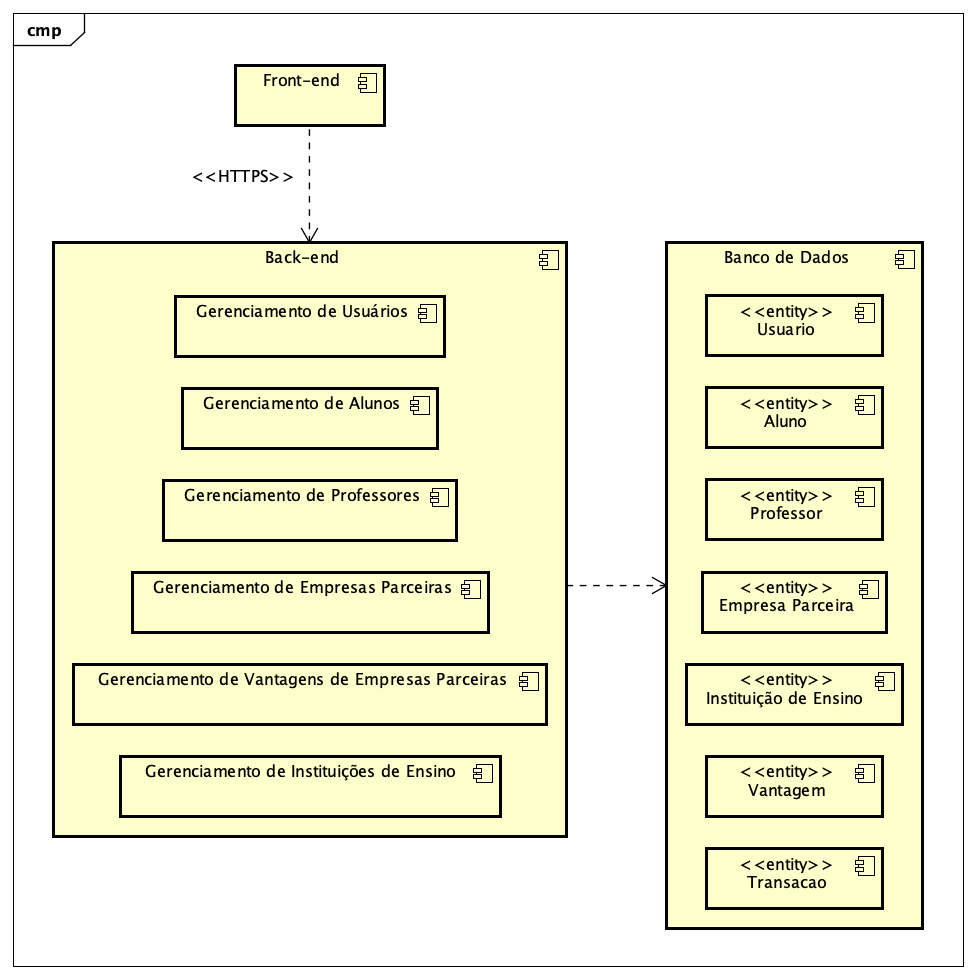 cmp
Front-end
<<HTTPS>>
Back-end
Gerenciamento de Usuários
Gerenciamento de Alunos
Gerenciamento de Professores
Gerenciamento de Empresas Parceiras
Gerenciamento de Vantagens de Empresas Parceiras
Gerenciamento de Instituições de Ensino
Banco de Dados
<<entity>>
Usuario
<<entity>>
Aluno
<<entity>>
Professor
<<entity>>
Empresa Parceira
<<entity>>
Instituição de Ensino
<<entity>>
Vantagem
<<entity>>
Transacao